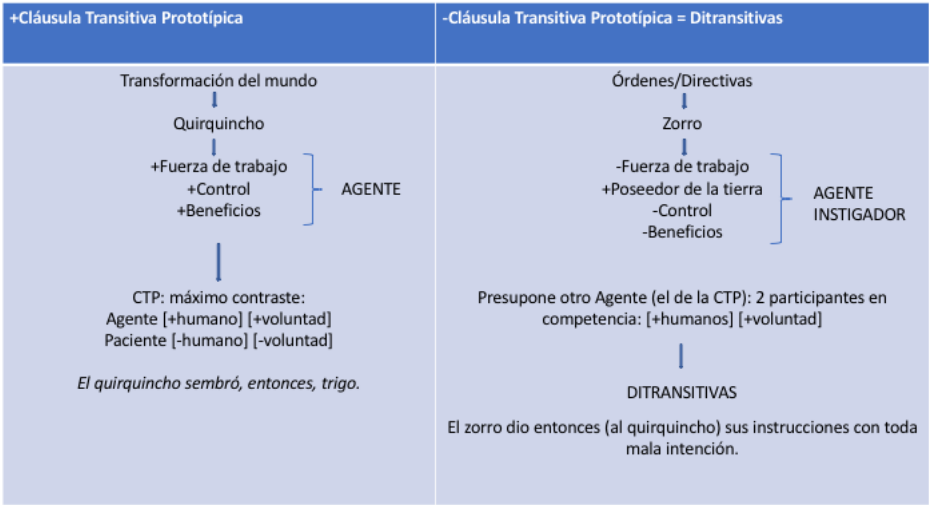 +Cláusula Transitiva Prototípica
-Cláusula Transitiva Prototípica = Ditransitivas
Transformación del mundo
Quirquincho
+Fuerza de trabajo
+Control
+Beneficios
AGENTE
CTP: máximo contraste:
Agente [+humano] [+voluntad]
Paciente [-humano] [-voluntad]
El quirquincho sembró, entonces, trigo.
Órdenes/Directivas
Zorro
-Fuerza de trabajo
+Poseedor de la tierra
-Control
-Beneficios
AGENTE
INSTIGADOR
Presupone otro Agente (el de la CTP): 2 participantes en
competencia: [+humanos] [+voluntad]
DITRANSITIVAS
El zorro dio entonces (al quirquincho) sus instrucciones con toda
mala intención.